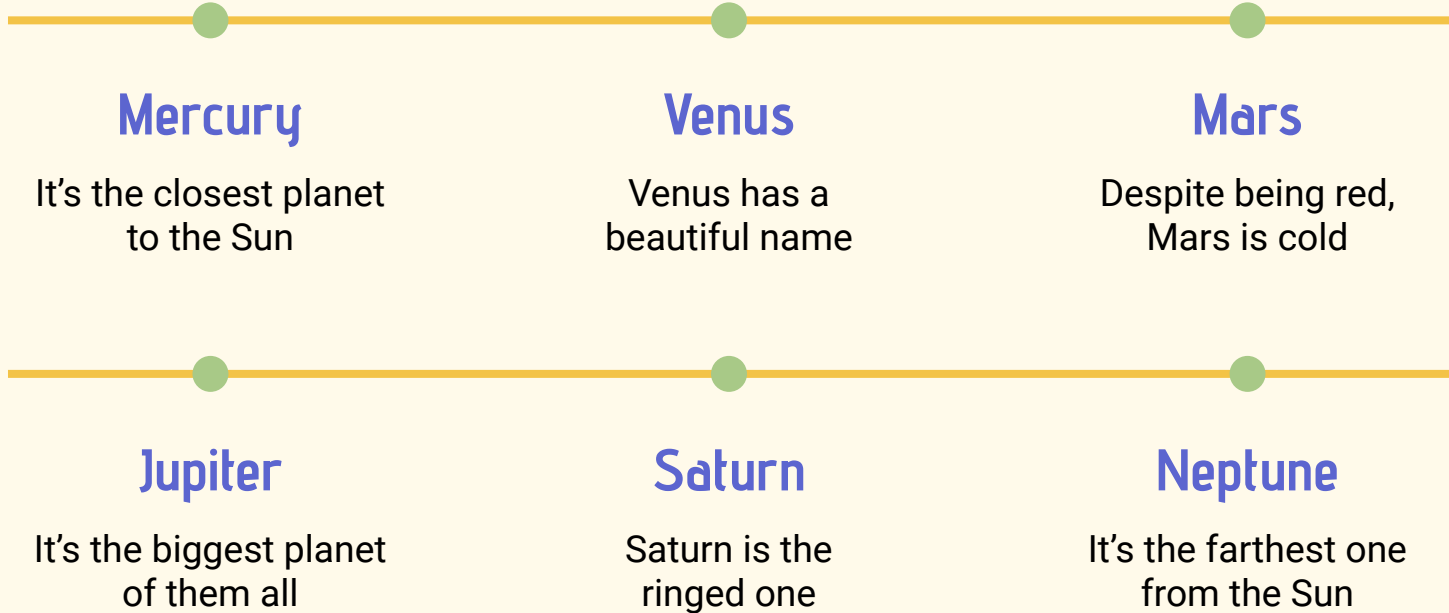 Mercury
It’s the closest planet
to the Sun
Venus
Venus has a
beautiful name
Mars
Despite being red,
Mars is cold
Jupiter
It's the biggest planet
of them all
Saturn
Saturn is the
ringed one
Neptune
It's the farthest one
from the Sun